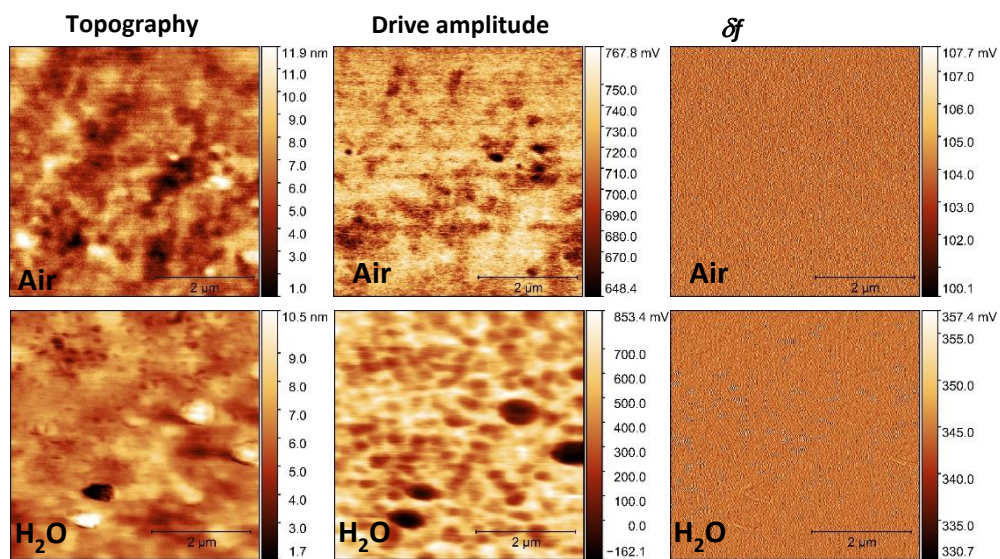 Topography
Drive amplitude
δf
11.9 nm
11.0
10.0
9.0
8.0
7.0
6.0
5.0
4.0
3.0
1.0
Air
2 µm
767.8 mV
750.0
740.0
730.0
720.0
710.0
700.0
690.0
680.0
670.0
648.4
Air
2 µm
107.7 mV
107.0
106.0
105.0
104.0
103.0
102.0
100.1
Air
2 µm
10.5 nm
9.0
8.0
7.0
6.0
5.0
4.0
3.0
1.7
H₂O
2 µm
853.4 mV
700.0
600.0
500.0
400.0
300.0
200.0
100.0
0.0
−162.1
H₂O
2 µm
357.4 mV
355.0
350.0
345.0
340.0
335.0
330.7
H₂O
2 µm